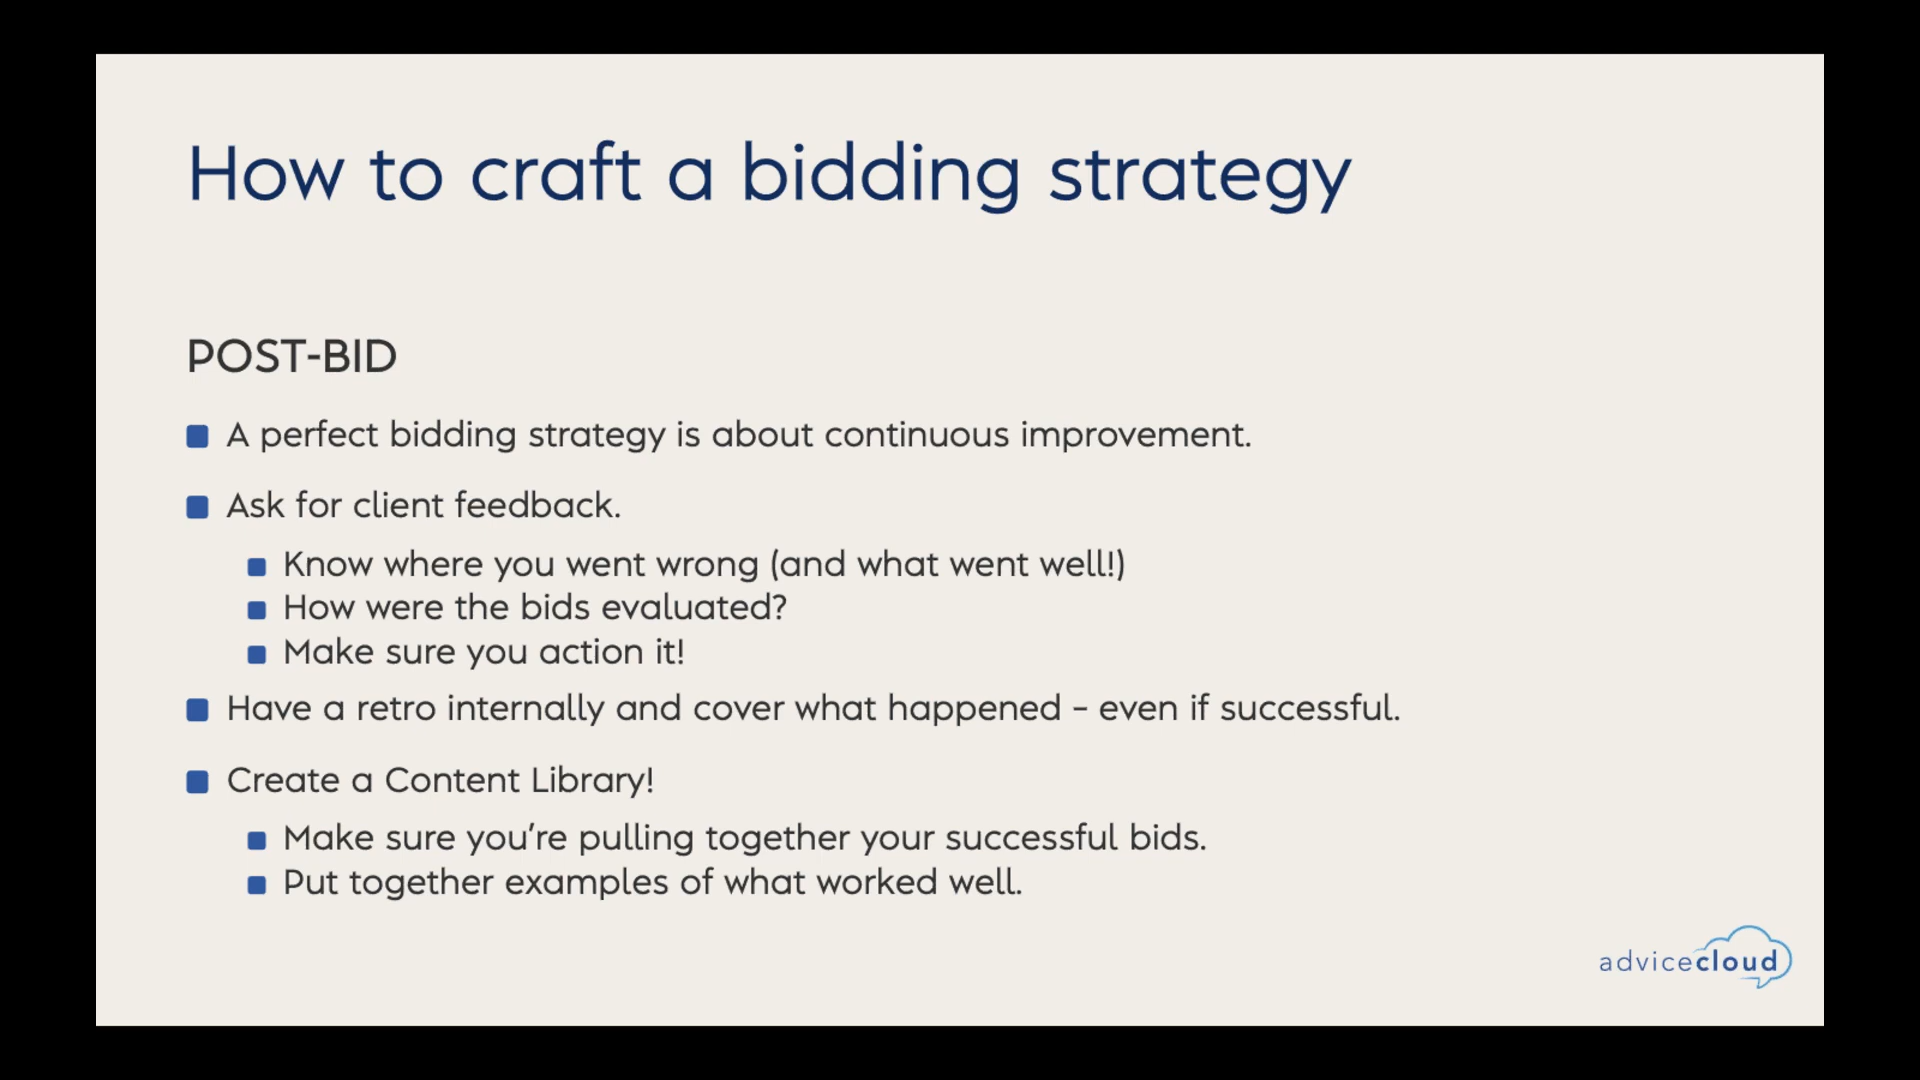 How to craft a bidding strategy
POST-BID
A perfect bidding strategy is about continuous improvement.
Ask for client feedback.
Know where you went wrong (and what went well!)
How were the bids evaluated?
Make sure you action it!
Have a retro internally and cover what happened - even if successful.
Create a Content Library!
Make sure you're pulling together your successful bids.
Put together examples of what worked well.
advicecloud